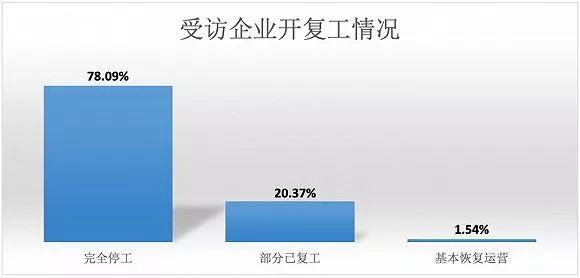 受访企业开复工情况
78.09%
20.37%
1.54%
完全停工
部分已复工
基本恢复运营